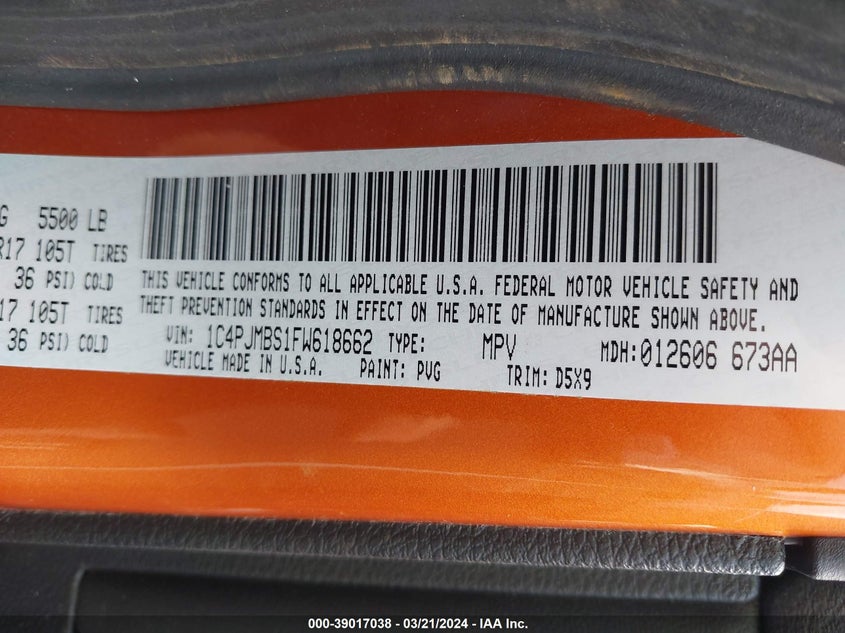 G 5500 LB
R17 105T TIRES
36 PSI) COLD
17 105T TIRES
36 PSI) COLD
THIS VEHICLE CONFORMS TO ALL APPLICABLE U.S.A. FEDERAL MOTOR VEHICLE SAFETY AND
THEFT PREVENTION STANDARDS IN EFFECT ON THE DATE OF MANUFACTURE SHOWN ABOVE.
VIN: 1C4PJMBS1FW618662 TYPE: MPV MDH:012606 673AA
VEHICLE MADE IN U.S.A. PAINT: PVG TRIM: D5X9
000-39017038 - 03/21/2024 - IAA Inc.